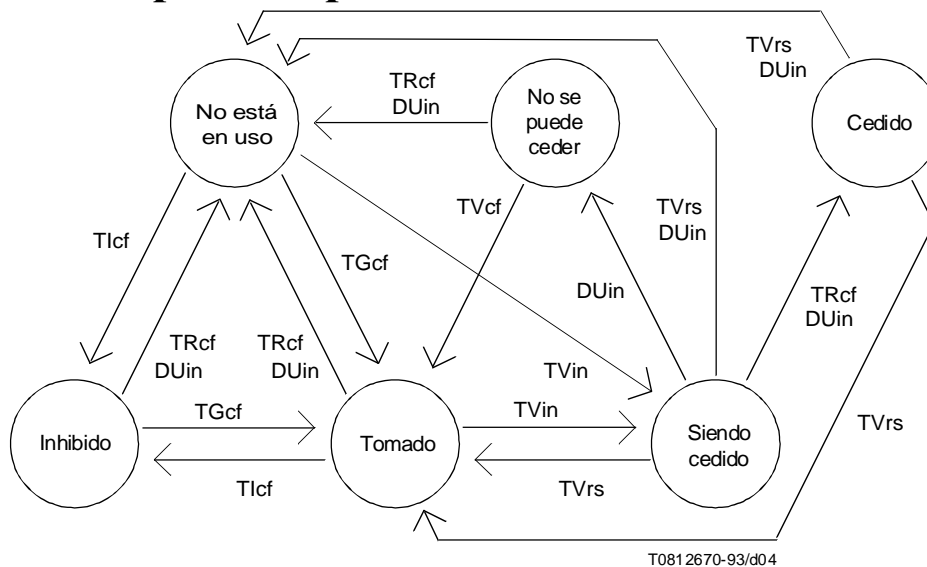 TVrs
DUin
No está
en uso
TRcf
DUin
No se
puede
ceder
Cedido
TIcf
TGcf
TVcf
TVrs
DUin
DUin
TRcf
DUin
TRcf
DUin
TRcf
DUin
TVin
TGcf
TVin
TVrs
Inhibido
Tomado
Siendo
cedido
TIcf
TVrs
T0812670-93/d04